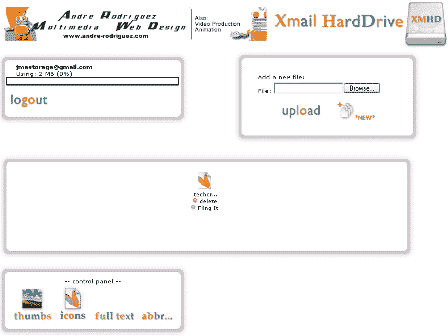 Andre Rodriguez
Multimedia Web Design
www.andre-rodriguez.com
Also:
Video Production
Animation
Xmail HardDrive
XMHD
jmastorage@gmail.com
Using: 2 MB (0%)
logout
Add a new file:
File: Browse...
upload *NEW*
techer...
delete
Fling It
-- control panel --
thumbs icons full text abbr...